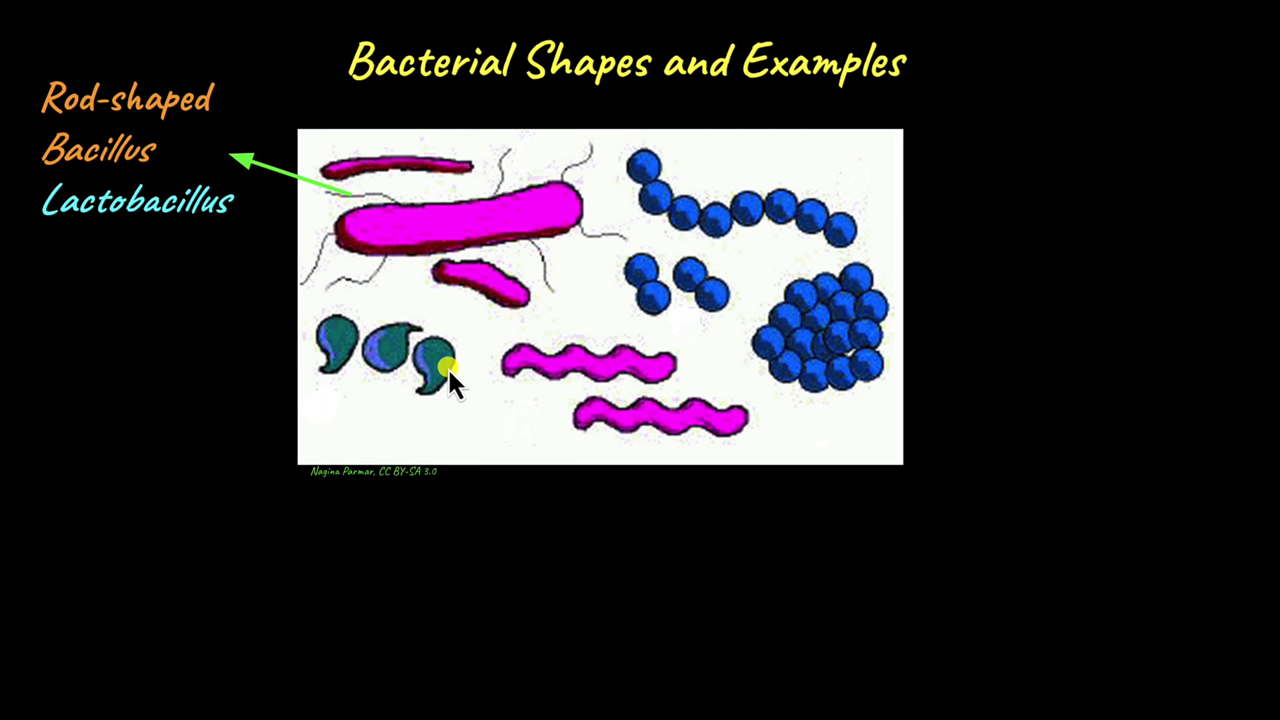 Bacterial Shapes and Examples
Rod-shaped
Bacillus
Lactobacillus
Nagina Parmar, CC BY-SA 3.0